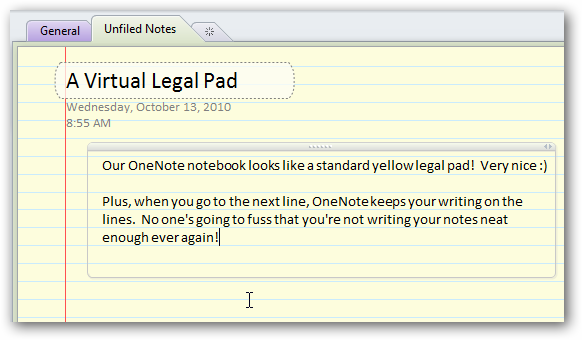 General
Unfiled Notes
A Virtual Legal Pad
Wednesday, October 13, 2010
8:55 AM
Our OneNote notebook looks like a standard yellow legal pad!  Very nice :)
Plus, when you go to the next line, OneNote keeps your writing on the
lines.  No one's going to fuss that you're not writing your notes neat
enough ever again!